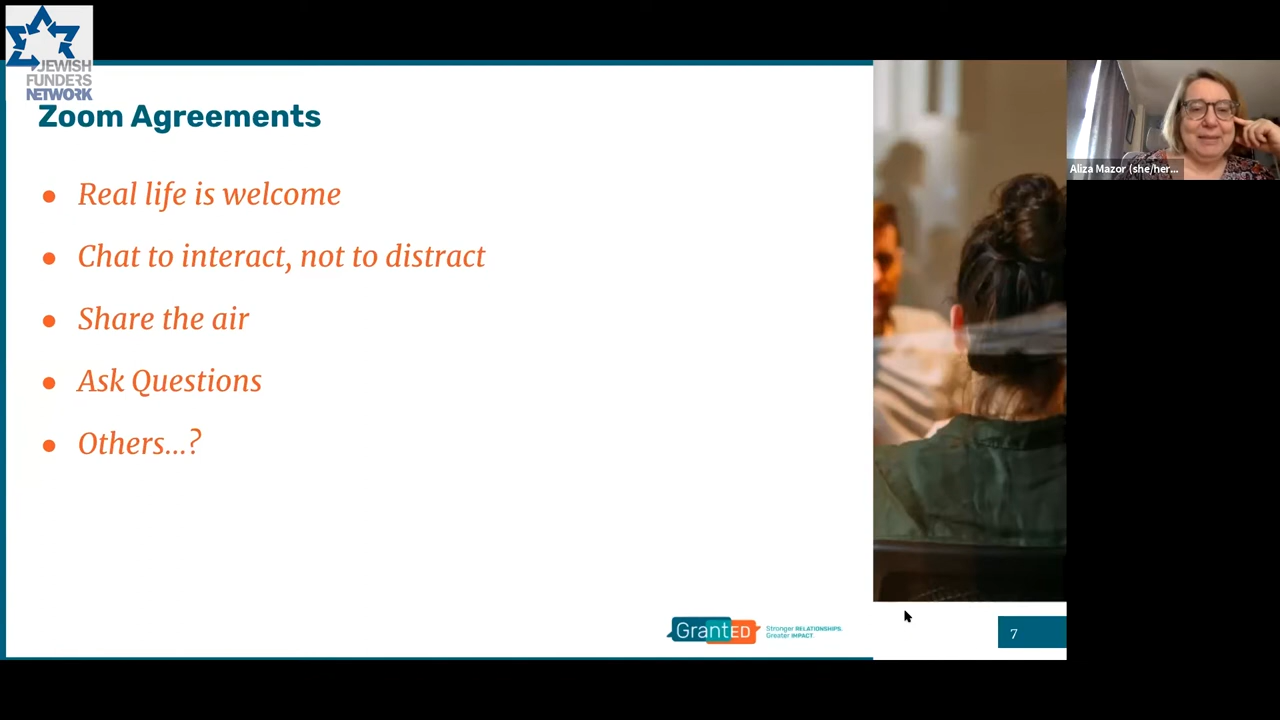 JEWISH
FUNDERS
NETWORK
Zoom Agreements
Real life is welcome
Chat to interact, not to distract
Share the air
Ask Questions
Others...?
GrantED
Stronger RELATIONSHIPS.
Greater IMPACT
7
Aliza Mazor (she/her...